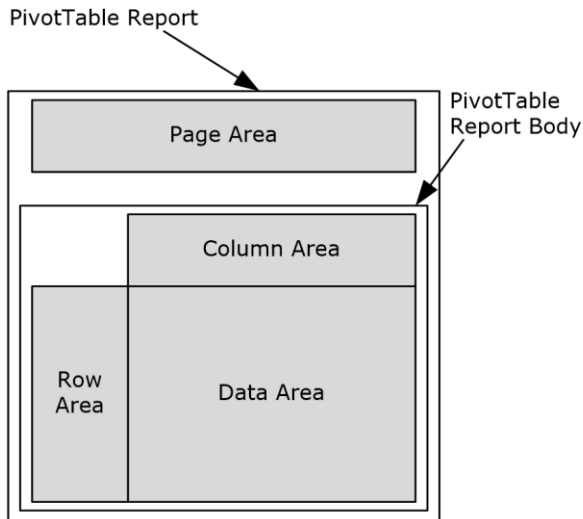 PivotTable Report
PivotTable
Report Body
Page Area
Column Area
Row
Area
Data Area